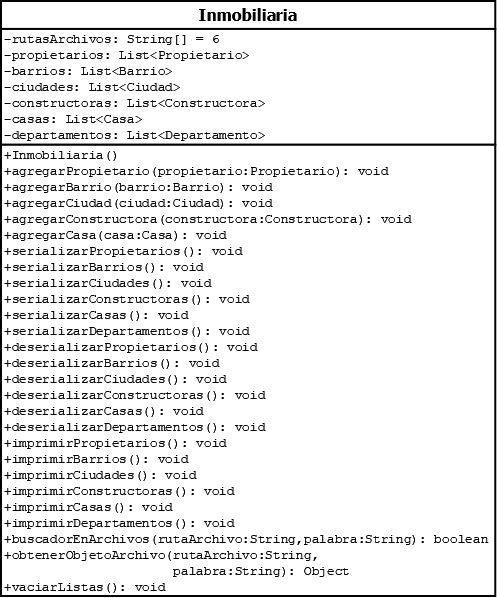 Inmobiliaria
-rutasArchivos: String[] = 6
-propietarios: List<Propietario>
-barrios: List<Barrio>
-ciudades: List<Ciudad>
-constructoras: List<Constructora>
-casas: List<Casa>
-departamentos: List<Departamento>
+Inmobiliaria()
+agregarPropietario(propietario:Propietario): void
+agregarBarrio(barrio:Barrio): void
+agregarCiudad(ciudad:Ciudad): void
+agregarConstructora(constructora:Constructora): void
+agregarCasa(casa:Casa): void
+serializarPropietarios(): void
+serializarBarrios(): void
+serializarCiudades(): void
+serializarConstructoras(): void
+serializarCasas(): void
+serializarDepartamentos(): void
+deserializarPropietarios(): void
+deserializarBarrios(): void
+deserializarCiudades(): void
+deserializarConstructoras(): void
+deserializarCasas(): void
+deserializarDepartamentos(): void
+imprimirPropietarios(): void
+imprimirBarrios(): void
+imprimirCiudades(): void
+imprimirConstructoras(): void
+imprimirCasas(): void
+imprimirDepartamentos(): void
+buscadorEnArchivos(rutaArchivo:String,palabra:String): boolean
+obtenerObjetoArchivo(rutaArchivo:String,
palabra:String): Object
+vaciarListas(): void